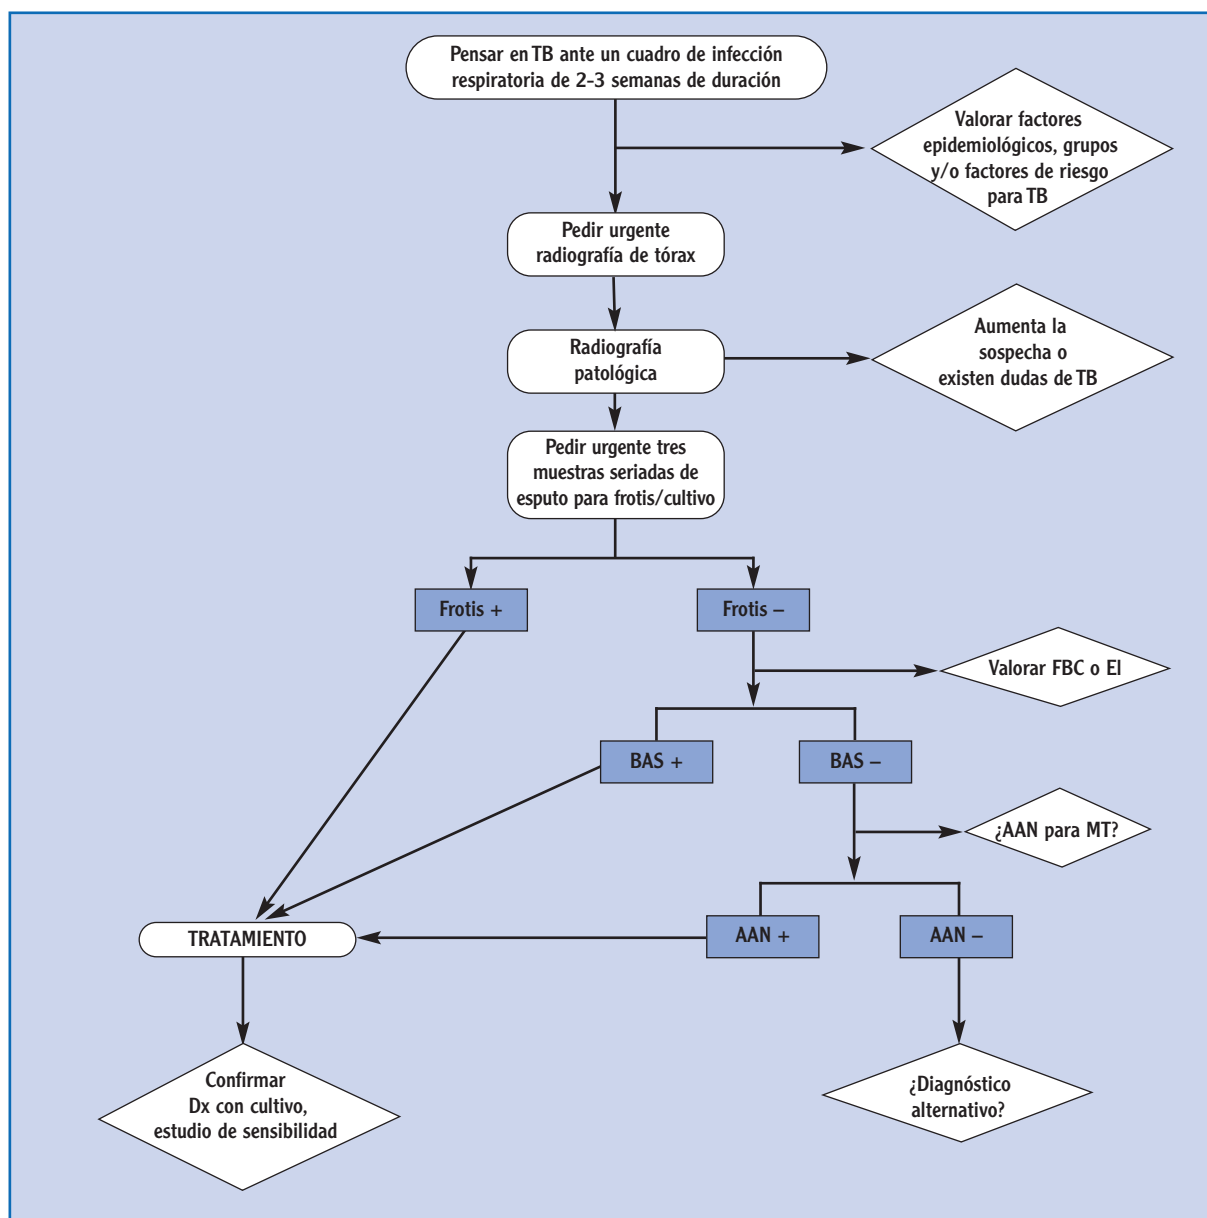 Pensar en TB ante un cuadro de infección
respiratoria de 2-3 semanas de duración
Valorar factores
epidemiológicos, grupos
y/o factores de riesgo
para TB
Pedir urgente
radiografía de tórax
Radiografía
patológica
Aumenta la
sospecha o
existen dudas de TB
Pedir urgente tres
muestras seriadas de
esputo para frotis/cultivo
Frotis +
Frotis –
Valorar FBC o EI
BAS +
BAS –
¿AAN para MT?
AAN +
AAN –
TRATAMIENTO
Confirmar
Dx con cultivo,
estudio de sensibilidad
¿Diagnóstico
alternativo?